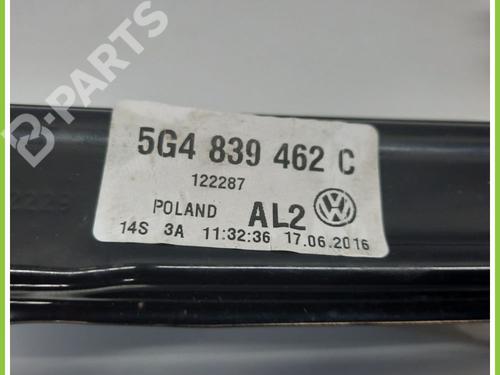 B-PARTS
5G4 839 462 C
122287
POLAND AL2
14S 3A 11:32:36 17.06.2016